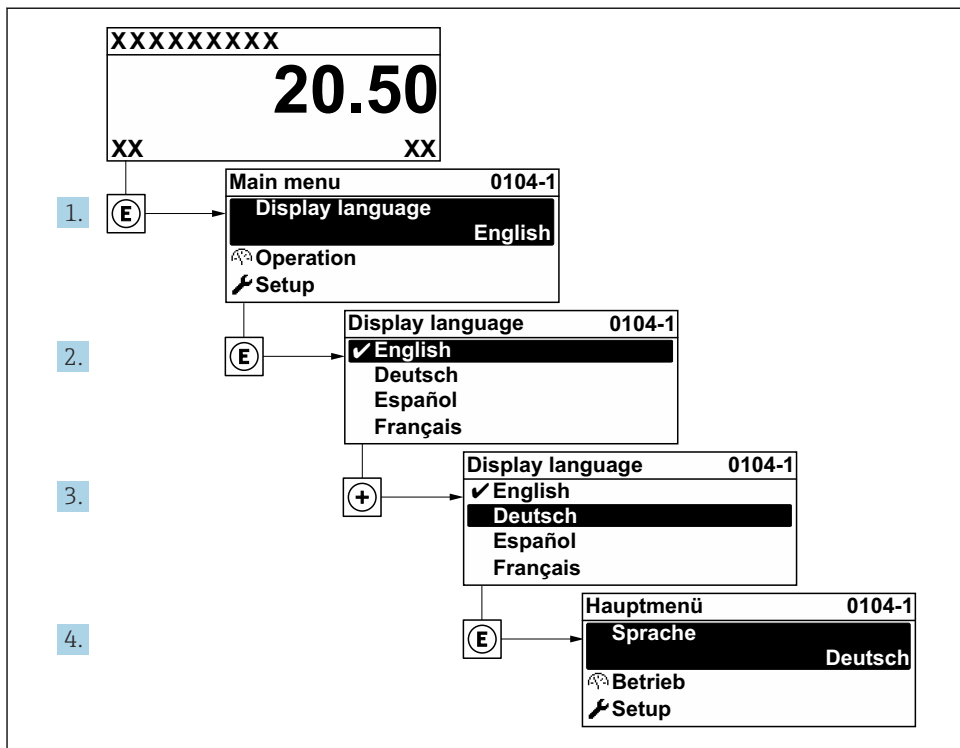 XXXXXXXXX
20.50
XX XX
1. E
Main menu 0104-1
Display language
English
Operation
Setup
2. E
Display language 0104-1
✔English
Deutsch
Español
Français
3. +
Display language 0104-1
✔English
Deutsch
Español
Français
4. E
Hauptmenü 0104-1
Sprache
Deutsch
Betrieb
Setup